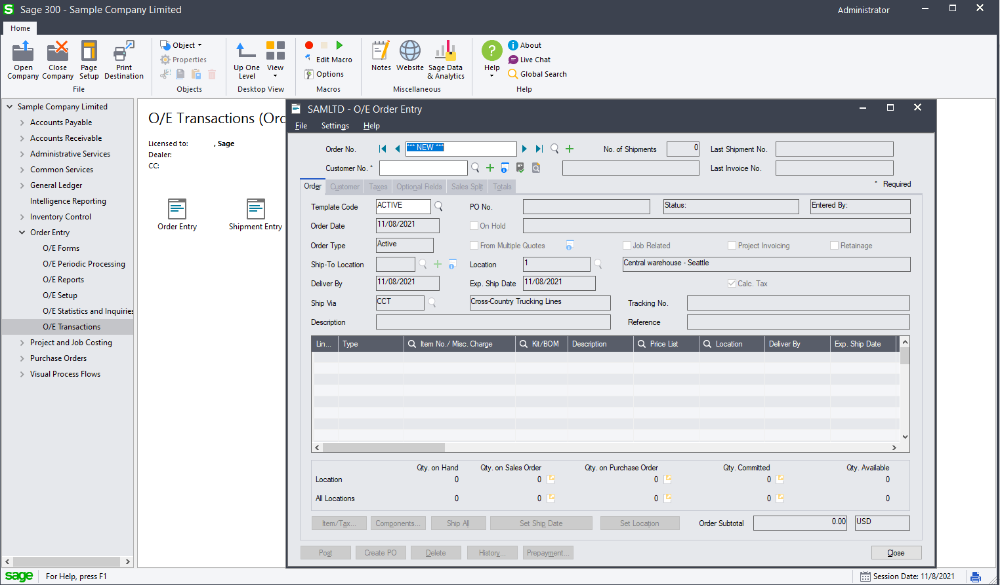 S Sage 300 - Sample Company Limited
Administrator
Home
Open Company
Close Company
Page Setup
Print Destination
File
Object
Properties
Objects
Up One Level
View
Desktop View
Edit Macro
Options
Macros
Notes
Website
Sage Data & Analytics
Miscellaneous
? Help
About
Live Chat
Global Search
Help
Sample Company Limited
Accounts Payable
Accounts Receivable
Administrative Services
Common Services
General Ledger
Intelligence Reporting
Inventory Control
Order Entry
O/E Forms
O/E Periodic Processing
O/E Reports
O/E Setup
O/E Statistics and Inquiries
O/E Transactions
Project and Job Costing
Purchase Orders
Visual Process Flows
O/E Transactions (Orc
Licensed to: , Sage
Dealer:
CC:
Order Entry
Shipment Entry
SAMLTD - O/E Order Entry
File Settings Help
Order No. *** NEW *** No. of Shipments 0 Last Shipment No.
Customer No. * Last Invoice No.
Order Customer Taxes Optional Fields Sales Split Totals * Required
Template Code ACTIVE PO No. Status: Entered By:
Order Date 11/08/2021 On Hold
Order Type Active From Multiple Quotes Job Related Project Invoicing Retainage
Ship-To Location Location 1 Central warehouse - Seattle
Deliver By 11/08/2021 Exp. Ship Date 11/08/2021 Calc. Tax
Ship Via CCT Cross-Country Trucking Lines Tracking No.
Description Reference
Lin... Type Item No./ Misc. Charge Kit/BOM Description Price List Location Deliver By Exp. Ship Date
Qty. on Hand Qty. on Sales Order Qty. on Purchase Order Qty. Committed Qty. Available
Location 0 0 0 0 0
All Locations 0 0 0 0 0
Item/Tax... Components... Ship All Set Ship Date Set Location Order Subtotal 0.00 USD
Post Create PO Delete History... Prepayment... Close
sage For Help, press F1 Session Date: 11/8/2021